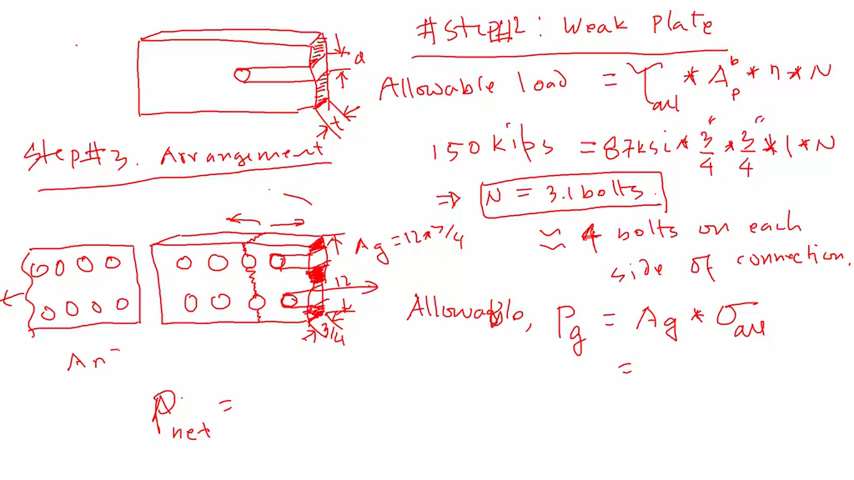 #Step#2: Weak Plate
d
Allowable load = τall * Apb * n * N
t
150 kips = 87ksi * 3"/4 * 3"/4 * 1 * N
Step#3. Arrangement
⇒ N = 3.1 bolts.
Ag = 12x3/4
≈ 4 bolts on each
side of connection.
12
3/4
Allowable, Pg = Ag * σall
=
An
Pnet =